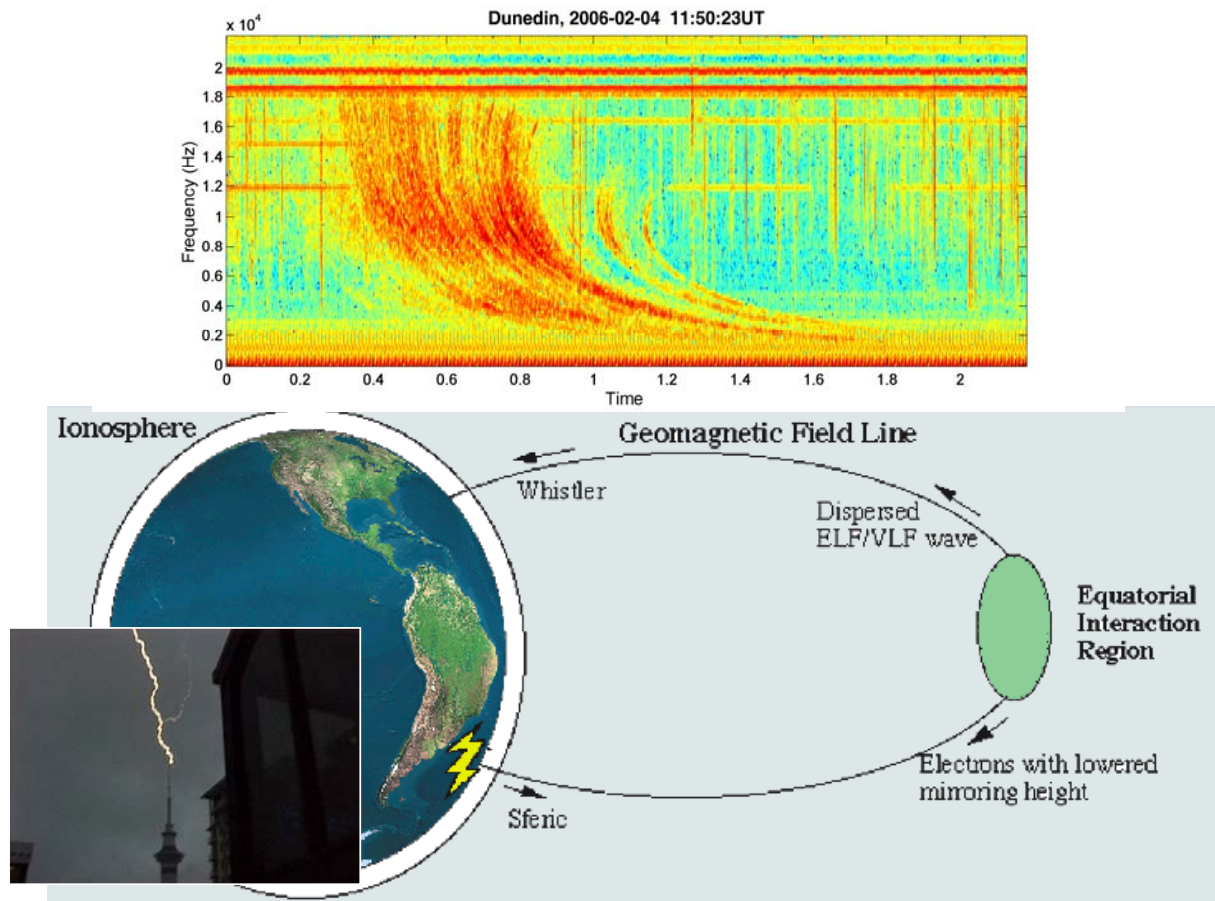 Dunedin, 2006-02-04 11:50:23UT
x 10⁴
Frequency (Hz)
2
1.8
1.6
1.4
1.2
1
0.8
0.6
0.4
0.2
0
0 0.2 0.4 0.6 0.8 1 1.2 1.4 1.6 1.8 2
Time
Ionosphere
Geomagnetic Field Line
Whistler
Dispersed
ELF/VLF wave
Equatorial
Interaction
Region
Electrons with lowered
mirroring height
Sferic